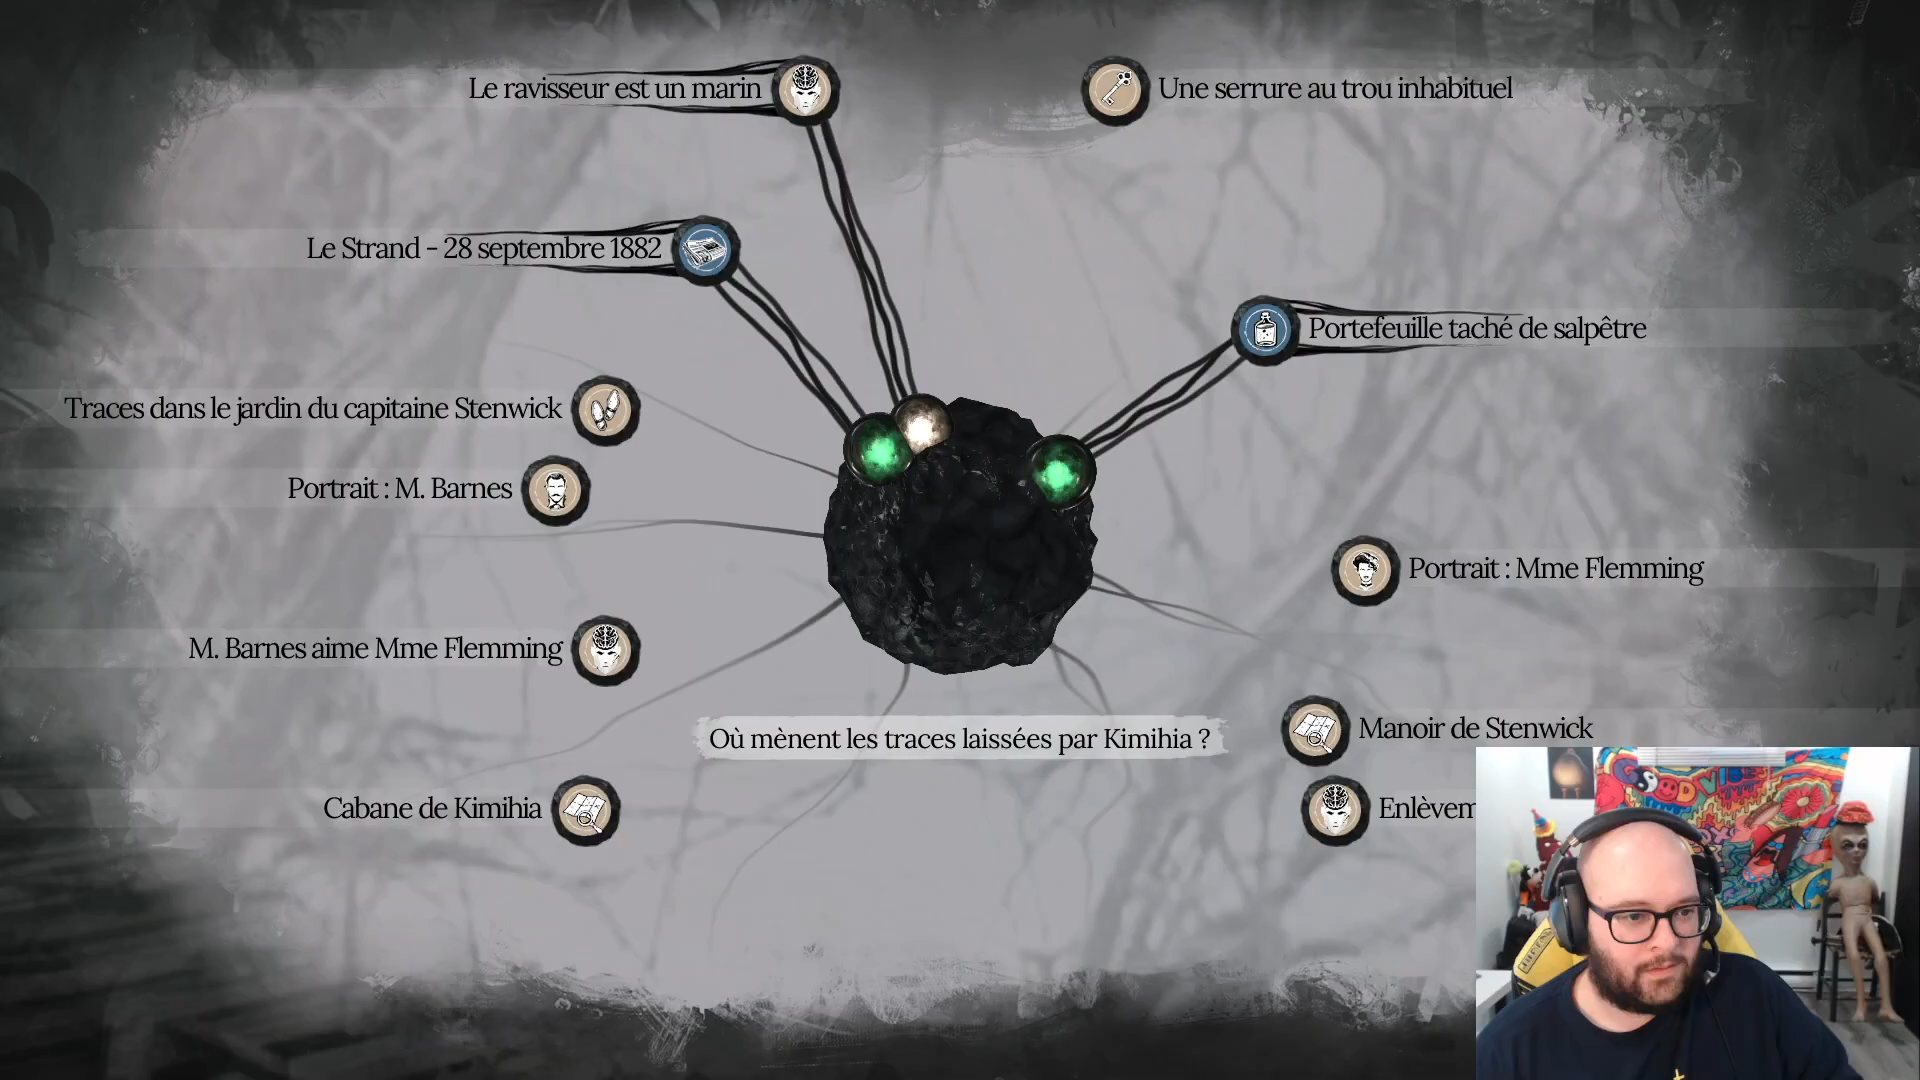 Le ravisseur est un marin
Une serrure au trou inhabituel
Le Strand - 28 septembre 1882
Portefeuille taché de salpêtre
Traces dans le jardin du capitaine Stenwick
Portrait : M. Barnes
Portrait : Mme Flemming
M. Barnes aime Mme Flemming
Où mènent les traces laissées par Kimihia ?
Manoir de Stenwick
Cabane de Kimihia